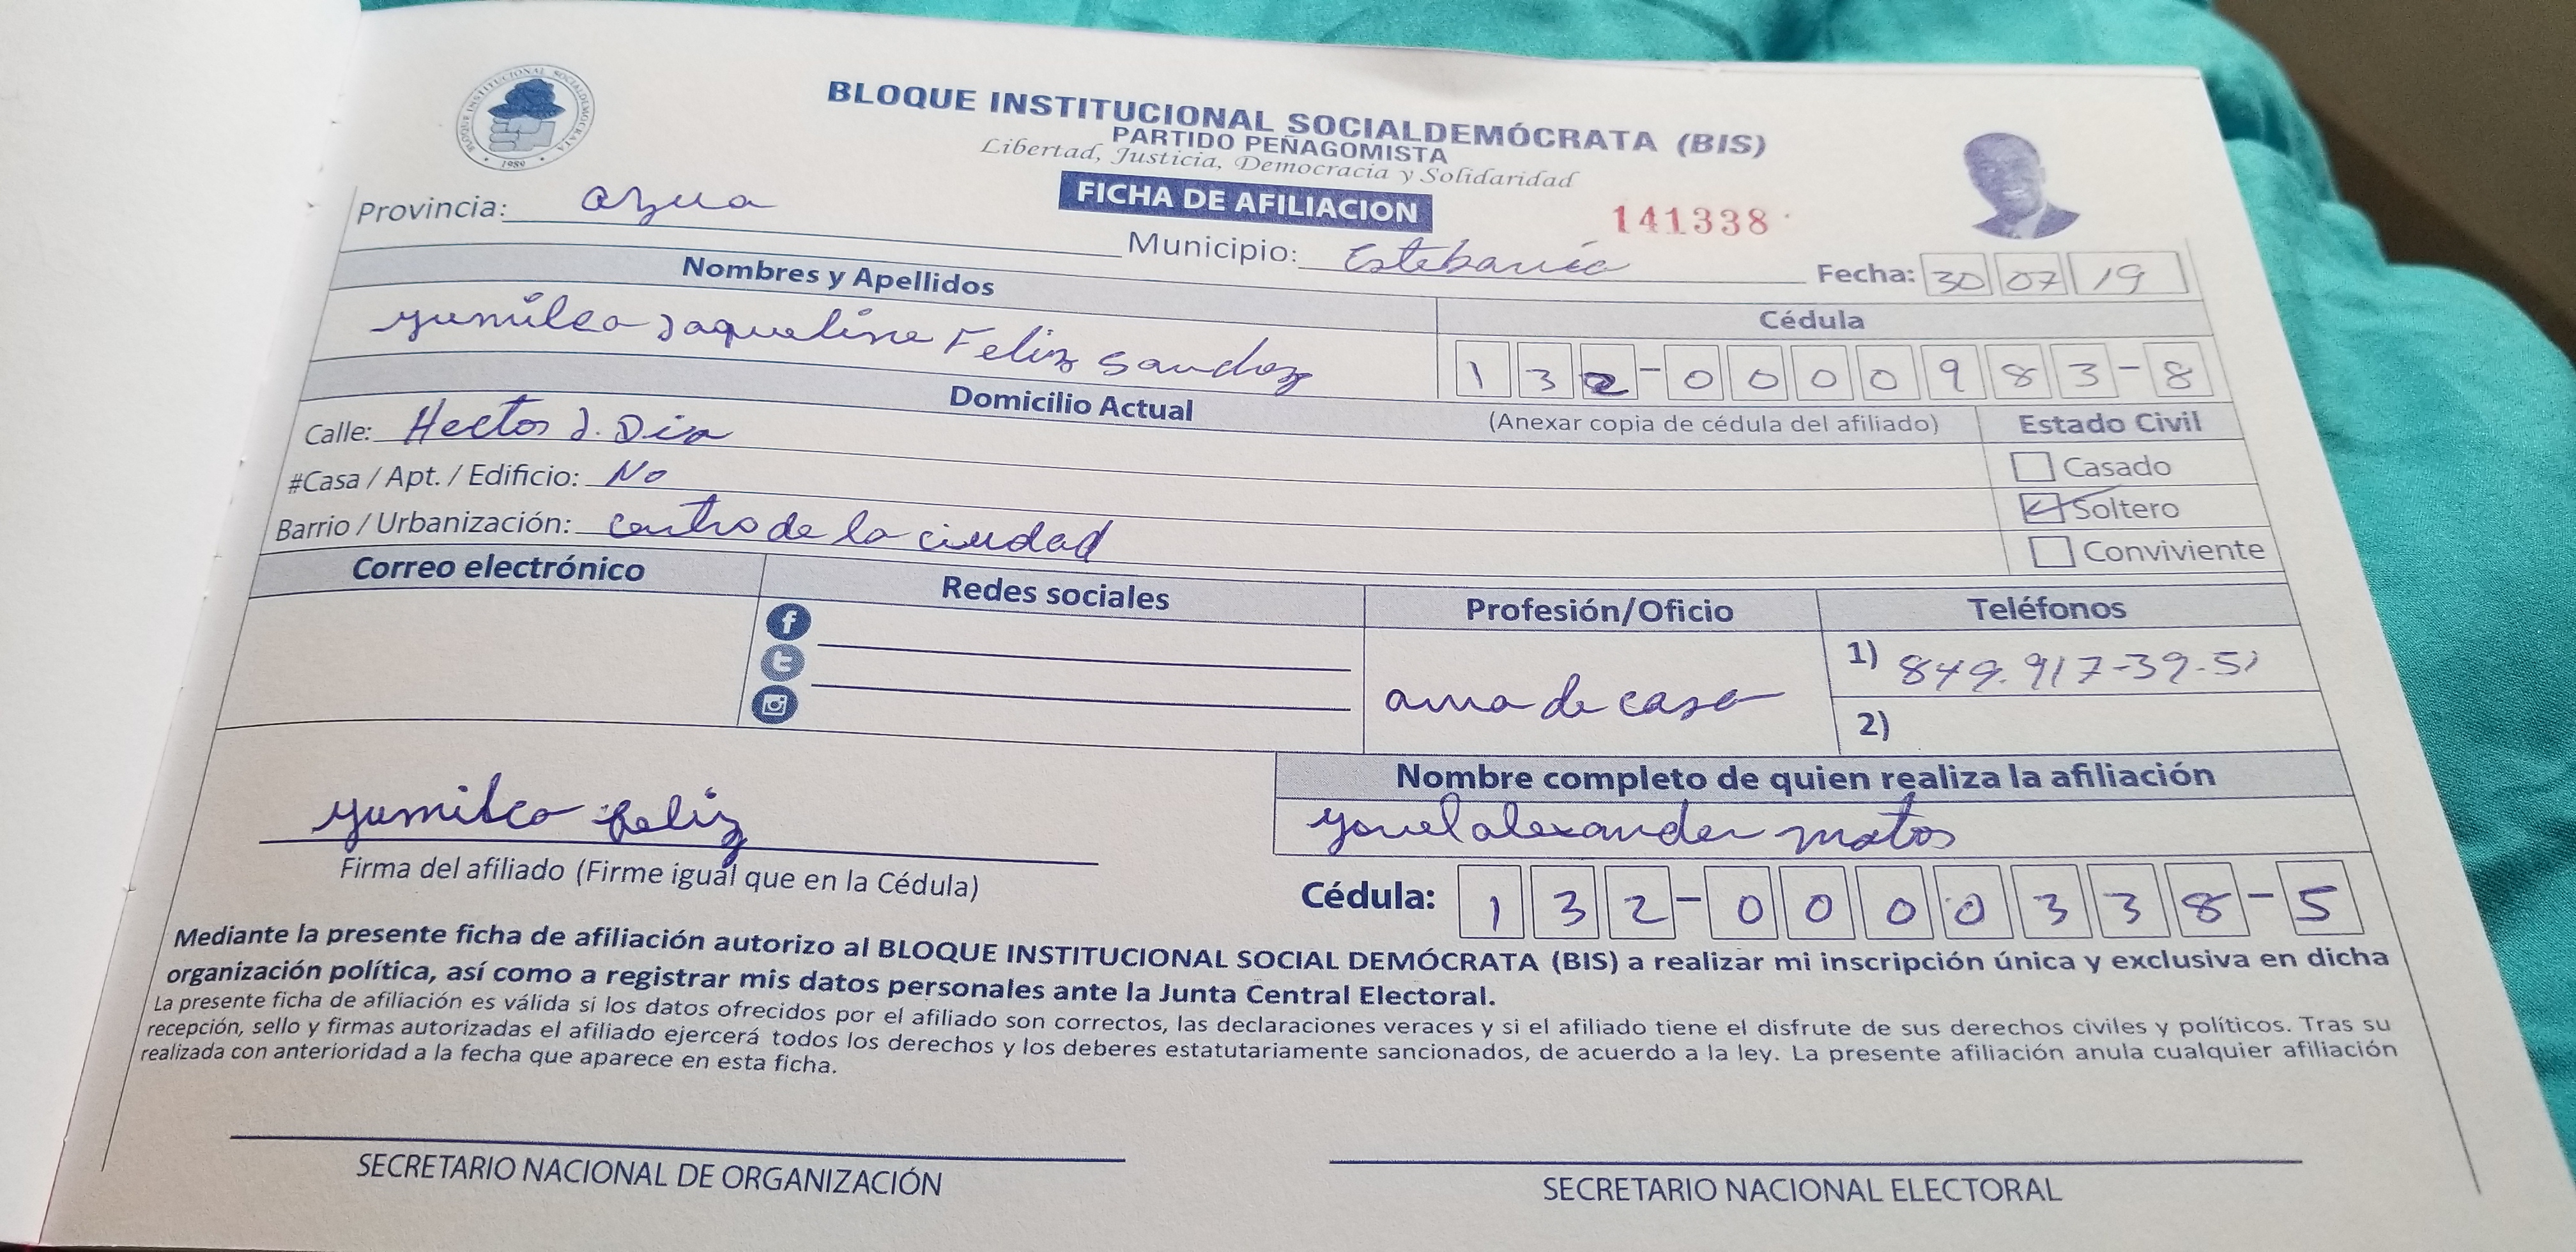 BLOQUE INSTITUCIONAL SOCIALDEMOCRATA
1989
BLOQUE INSTITUCIONAL SOCIALDEMÓCRATA (BIS)
PARTIDO PEÑAGOMISTA
Libertad, Justicia, Democracia y Solidaridad
FICHA DE AFILIACION
141338
Provincia: azua
Municipio: Estebanía
Fecha: 30 07 19
Nombres y Apellidos
yumilca Jaqueline Feliz
Cédula
132-0000983-8
Domicilio Actual
(Anexar copia de cédula del afiliado)
Estado Civil
Calle: Hector J. Diaz
Casado
#Casa / Apt. / Edificio: No
Soltero
Barrio / Urbanización: centro de la ciudad
Conviviente
Correo electrónico
Redes sociales
Profesión/Oficio
Teléfonos
ama de casa
1) 849-917-39-51
2)
yumilca feliz
Firma del afiliado (Firme igual que en la Cédula)
Nombre completo de quien realiza la afiliación
alexander matos
Cédula: 132-0000338-5
Mediante la presente ficha de afiliación autorizo al BLOQUE INSTITUCIONAL SOCIAL DEMÓCRATA (BIS) a realizar mi inscripción única y exclusiva en dicha
organización política, así como a registrar mis datos personales ante la Junta Central Electoral.
La presente ficha de afiliación es válida si los datos ofrecidos por el afiliado son correctos, las declaraciones veraces y si el afiliado tiene el disfrute de sus derechos civiles y políticos. Tras su
recepción, sello y firmas autorizadas el afiliado ejercerá todos los derechos y los deberes estatutariamente sancionados, de acuerdo a la ley. La presente afiliación anula cualquier afiliación
realizada con anterioridad a la fecha que aparece en esta ficha.
SECRETARIO NACIONAL DE ORGANIZACIÓN
SECRETARIO NACIONAL ELECTORAL